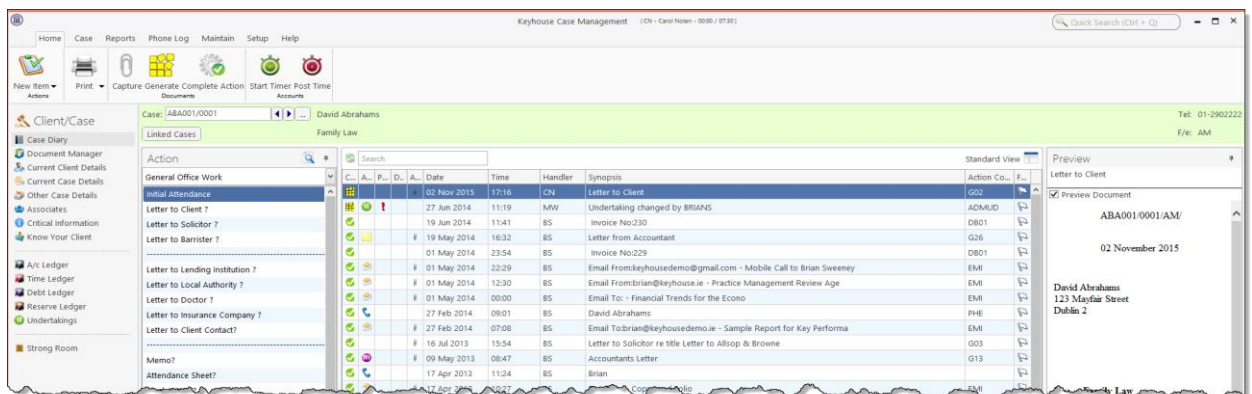 Keyhouse Case Management (CN - Carol Nolan - 00:00 / 07:30)
Quick Search (Ctrl + Q)
Home Case Reports Phone Log Maintain Setup Help
New Item Print Capture Generate Complete Action Start Timer Post Time
Actions Documents Accounts
Client/Case
Case Diary
Document Manager
Current Client Details
Current Case Details
Other Case Details
Associates
Critical Information
Know Your Client
A/c Ledger
Time Ledger
Debt Ledger
Reserve Ledger
Undertakings
Strong Room
Case: ABA001/0001 ... David Abrahams Tel: 01-2902222
Linked Cases Family Law F/e: AM
Action
General Office Work
Initial Attendance
Letter to Client ?
Letter to Solicitor ?
Letter to Barrister ?
Letter to Lending Institution ?
Letter to Local Authority ?
Letter to Doctor ?
Letter to Insurance Company ?
Letter to Client Contact?
Memo?
Attendance Sheet?
Search Standard View
C... A... P... D.. A... Date Time Handler Synopsis Action Co... F...
02 Nov 2015 17:16 CN Letter to Client G02
27 Jun 2014 11:19 MW Undertaking changed by BRIANS ADMUD
19 Jun 2014 11:41 BS Invoice No:230 DB01
19 May 2014 16:32 BS Letter from Accountant G26
01 May 2014 23:54 BS Invoice No:229 DB01
01 May 2014 22:29 BS Email From:keyhousedemo@gmail.com - Mobile Call to Brian Sweeney EMI
01 May 2014 12:30 BS Email From:brian@keyhouse.ie - Practice Management Review Age EMI
01 May 2014 00:00 BS Email To: - Financial Trends for the Econo EMI
27 Feb 2014 09:01 BS David Abrahams PHE
27 Feb 2014 07:08 BS Email To:brian@keyhousedemo.ie - Sample Report for Key Performa EMI
16 Jul 2013 15:54 BS Letter to Solicitor re title Letter to Allsop & Browne G03
09 May 2013 08:47 BS Accountants Letter G13
17 Apr 2013 11:24 BS Brian
17 Apr 10:27 EMI
Preview
Letter to Client
Preview Document
ABA001/0001/AM/
02 November 2015
David Abrahams
123 Mayfair Street
Dublin 2
Family Law